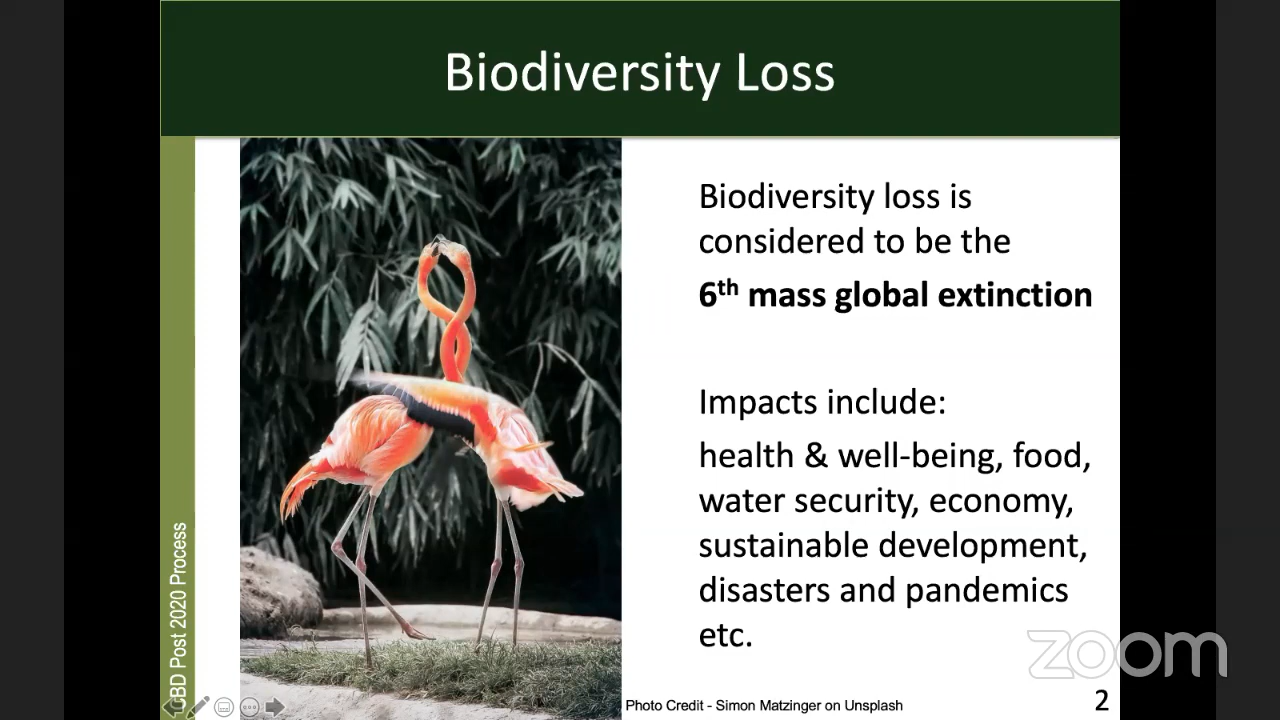 Biodiversity Loss
Biodiversity loss is
considered to be the
6th mass global extinction
Impacts include:
health & well-being, food,
water security, economy,
sustainable development,
disasters and pandemics
etc.
CBD Post 2020 Process
Photo Credit - Simon Matzinger on Unsplash
2
zoom